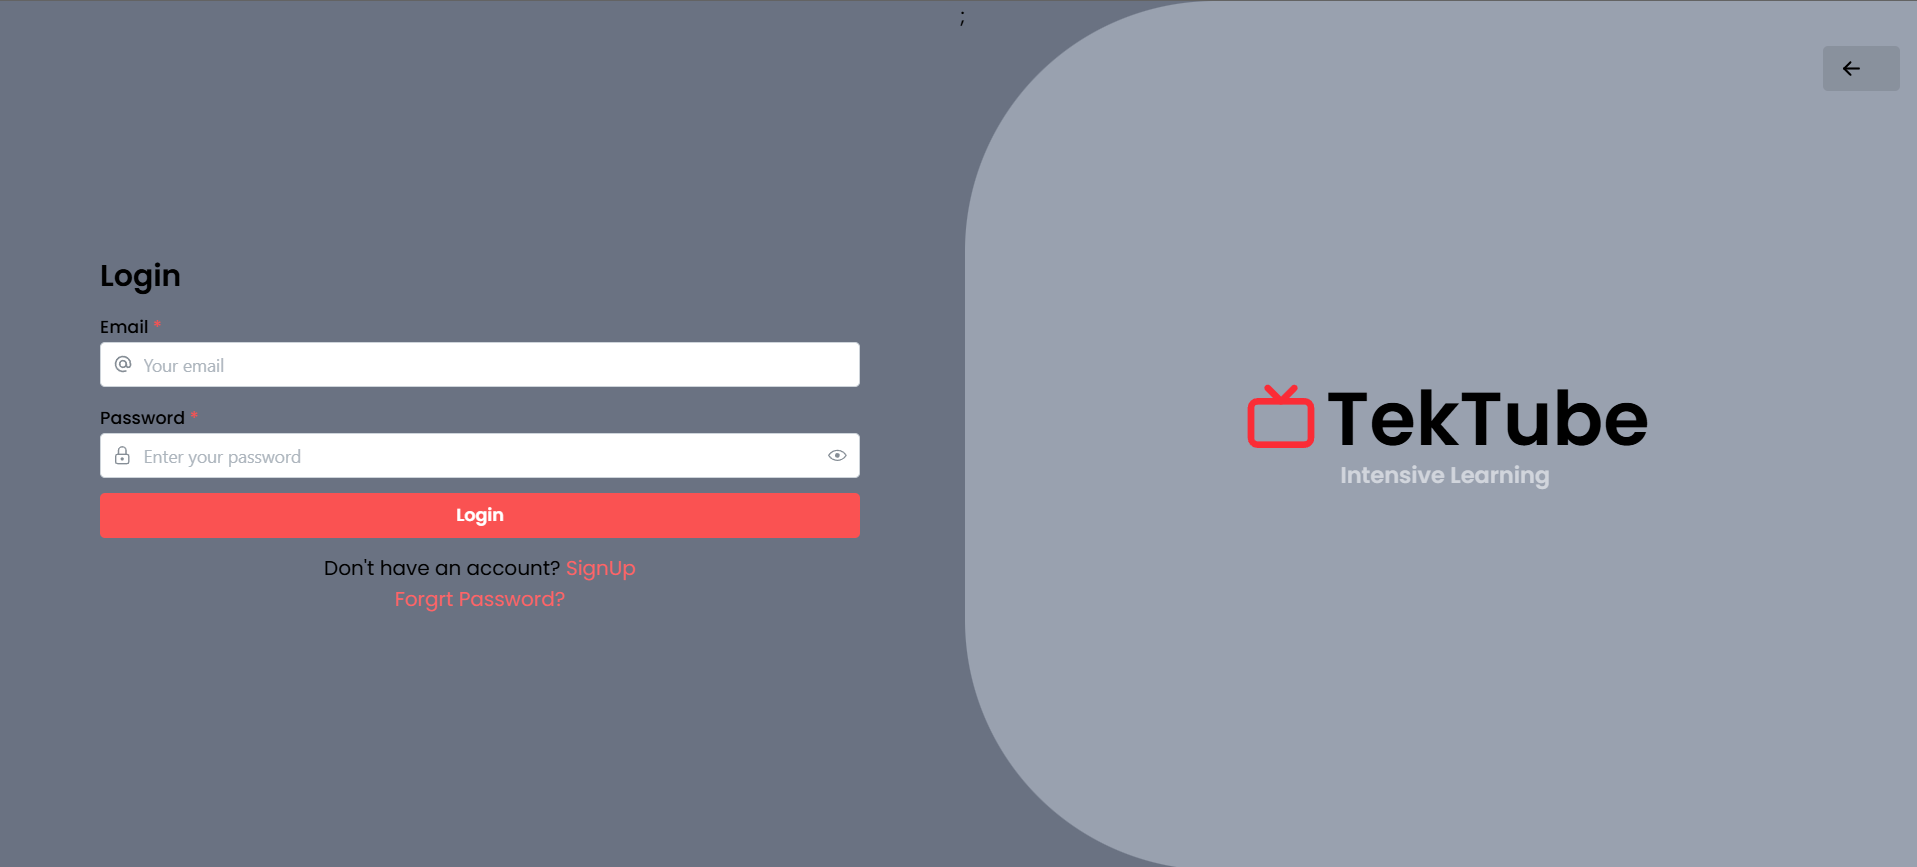 ;
Login
Email *
@ Your email
Password *
Enter your password
Login
Don't have an account? SignUp
Forgrt Password?
TekTube
Intensive Learning